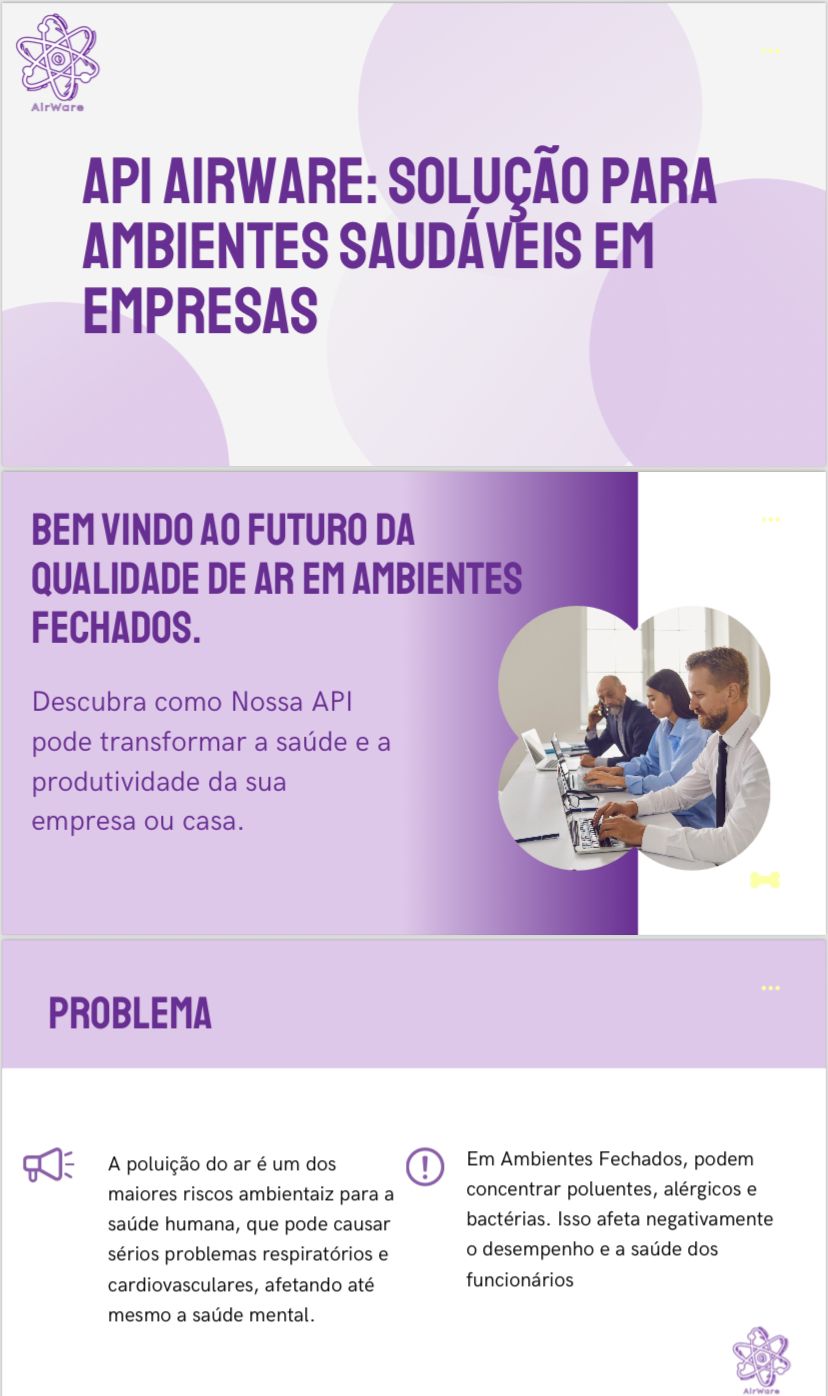 AirWare
API AIRWARE: SOLUÇÃO PARA
AMBIENTES SAUDÁVEIS EM
EMPRESAS
BEM VINDO AO FUTURO DA
QUALIDADE DE AR EM AMBIENTES
FECHADOS.
Descubra como Nossa API
pode transformar a saúde e a
produtividade da sua
empresa ou casa.
PROBLEMA
A poluição do ar é um dos
maiores riscos ambientaiz para a
saúde humana, que pode causar
sérios problemas respiratórios e
cardiovasculares, afetando até
mesmo a saúde mental.
Em Ambientes Fechados, podem
concentrar poluentes, alérgicos e
bactérias. Isso afeta negativamente
o desempenho e a saúde dos
funcionários
AirWare